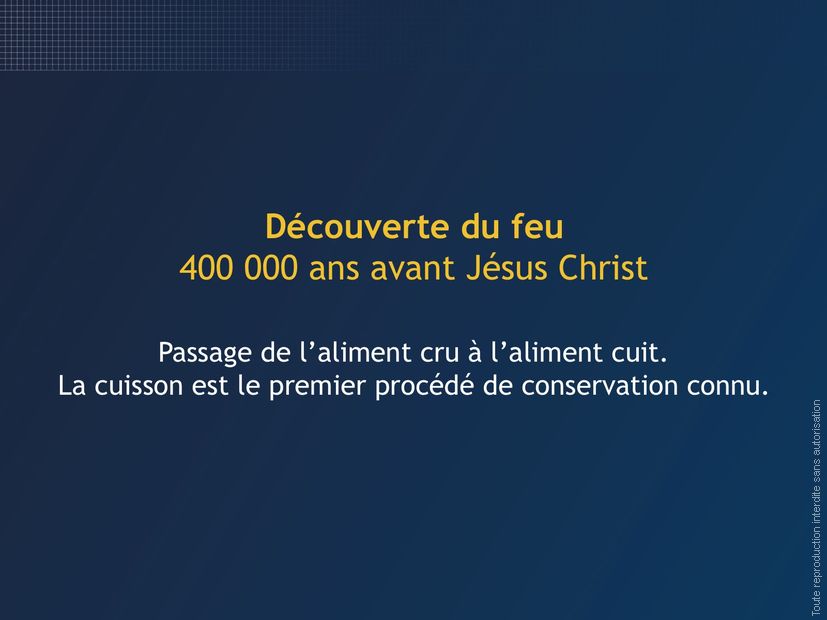 Découverte du feu
400 000 ans avant Jésus Christ
Passage de l’aliment cru à l’aliment cuit.
La cuisson est le premier procédé de conservation connu.
Toute reproduction interdite sans autorisation